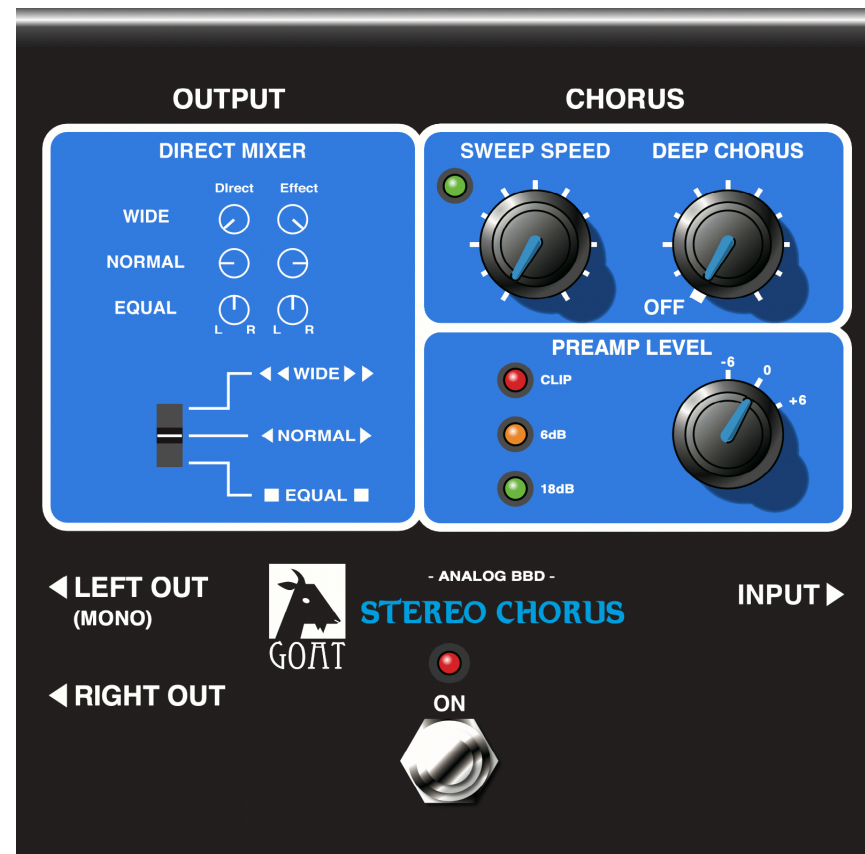 OUTPUT
CHORUS
DIRECT MIXER
DIrect Effect
WIDE
NORMAL
EQUAL
L R L R
WIDE
NORMAL
EQUAL
SWEEP SPEED
DEEP CHORUS
OFF
PREAMP LEVEL
-6 0 +6
CLIP
6dB
18dB
LEFT OUT
(MONO)
RIGHT OUT
GOAT
- ANALOG BBD -
STEREO CHORUS
INPUT
ON